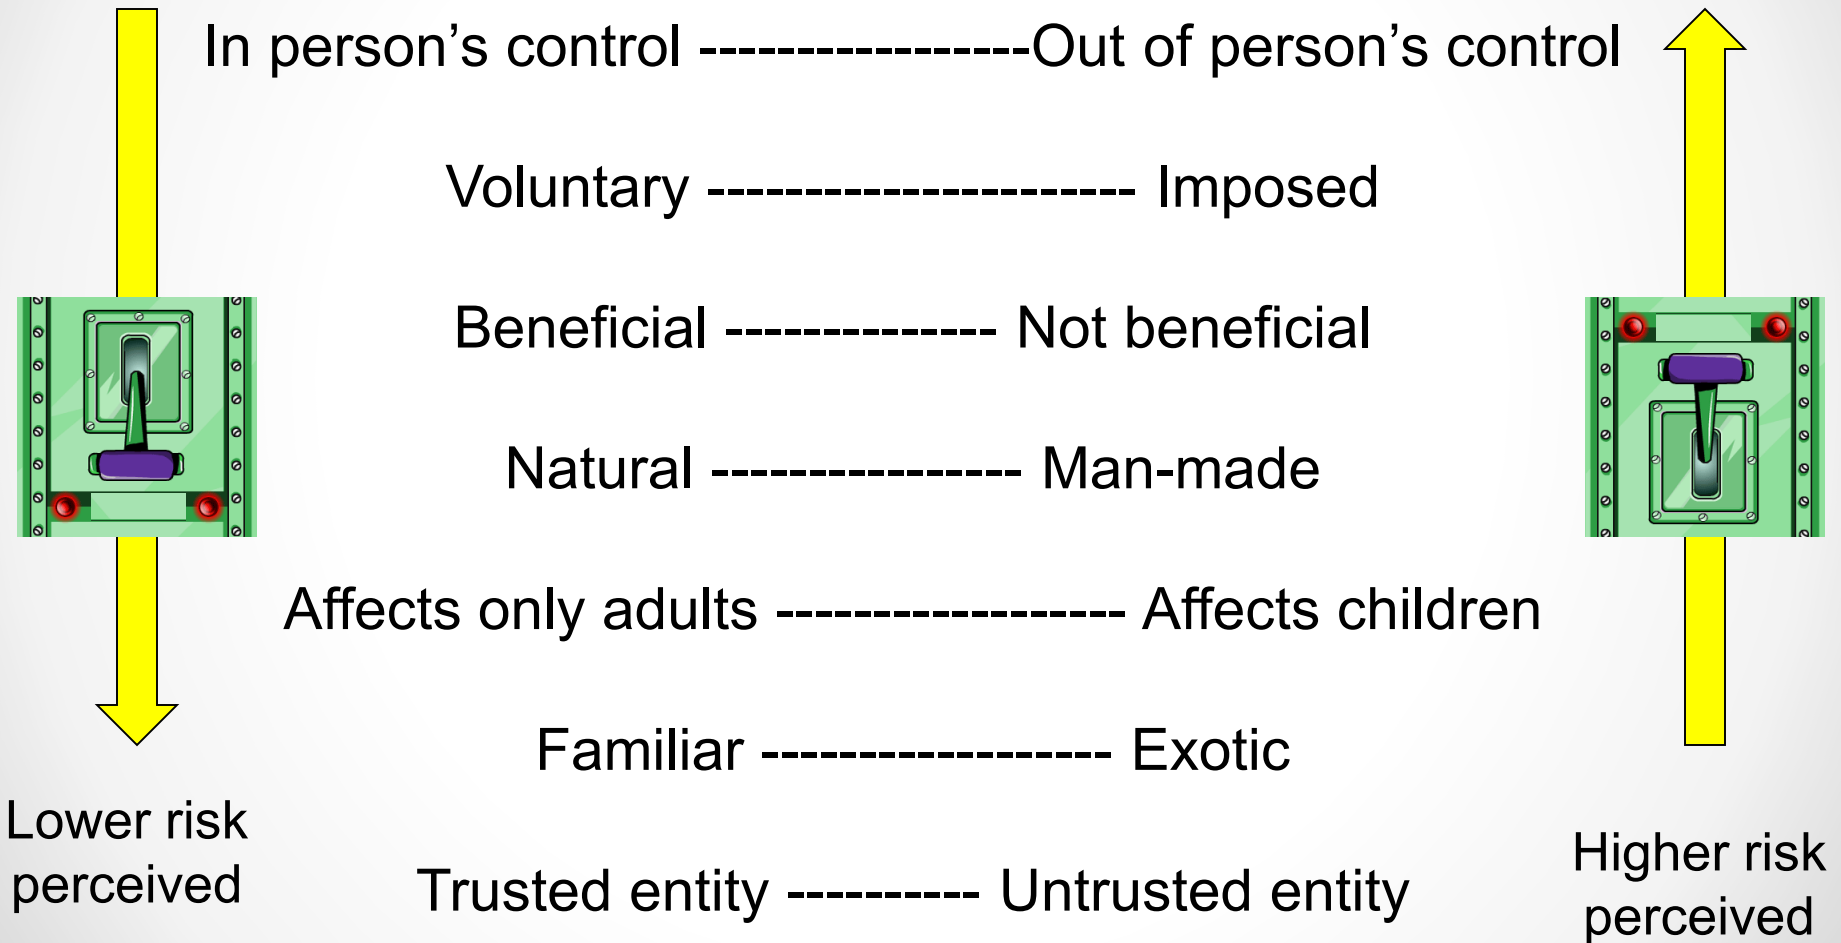 In person’s control -----------------Out of person’s control
Voluntary ---------------------- Imposed
Beneficial -------------- Not beneficial
Natural ---------------- Man-made
Affects only adults ------------------ Affects children
Familiar ------------------ Exotic
Trusted entity ---------- Untrusted entity
Lower risk
perceived
Higher risk
perceived